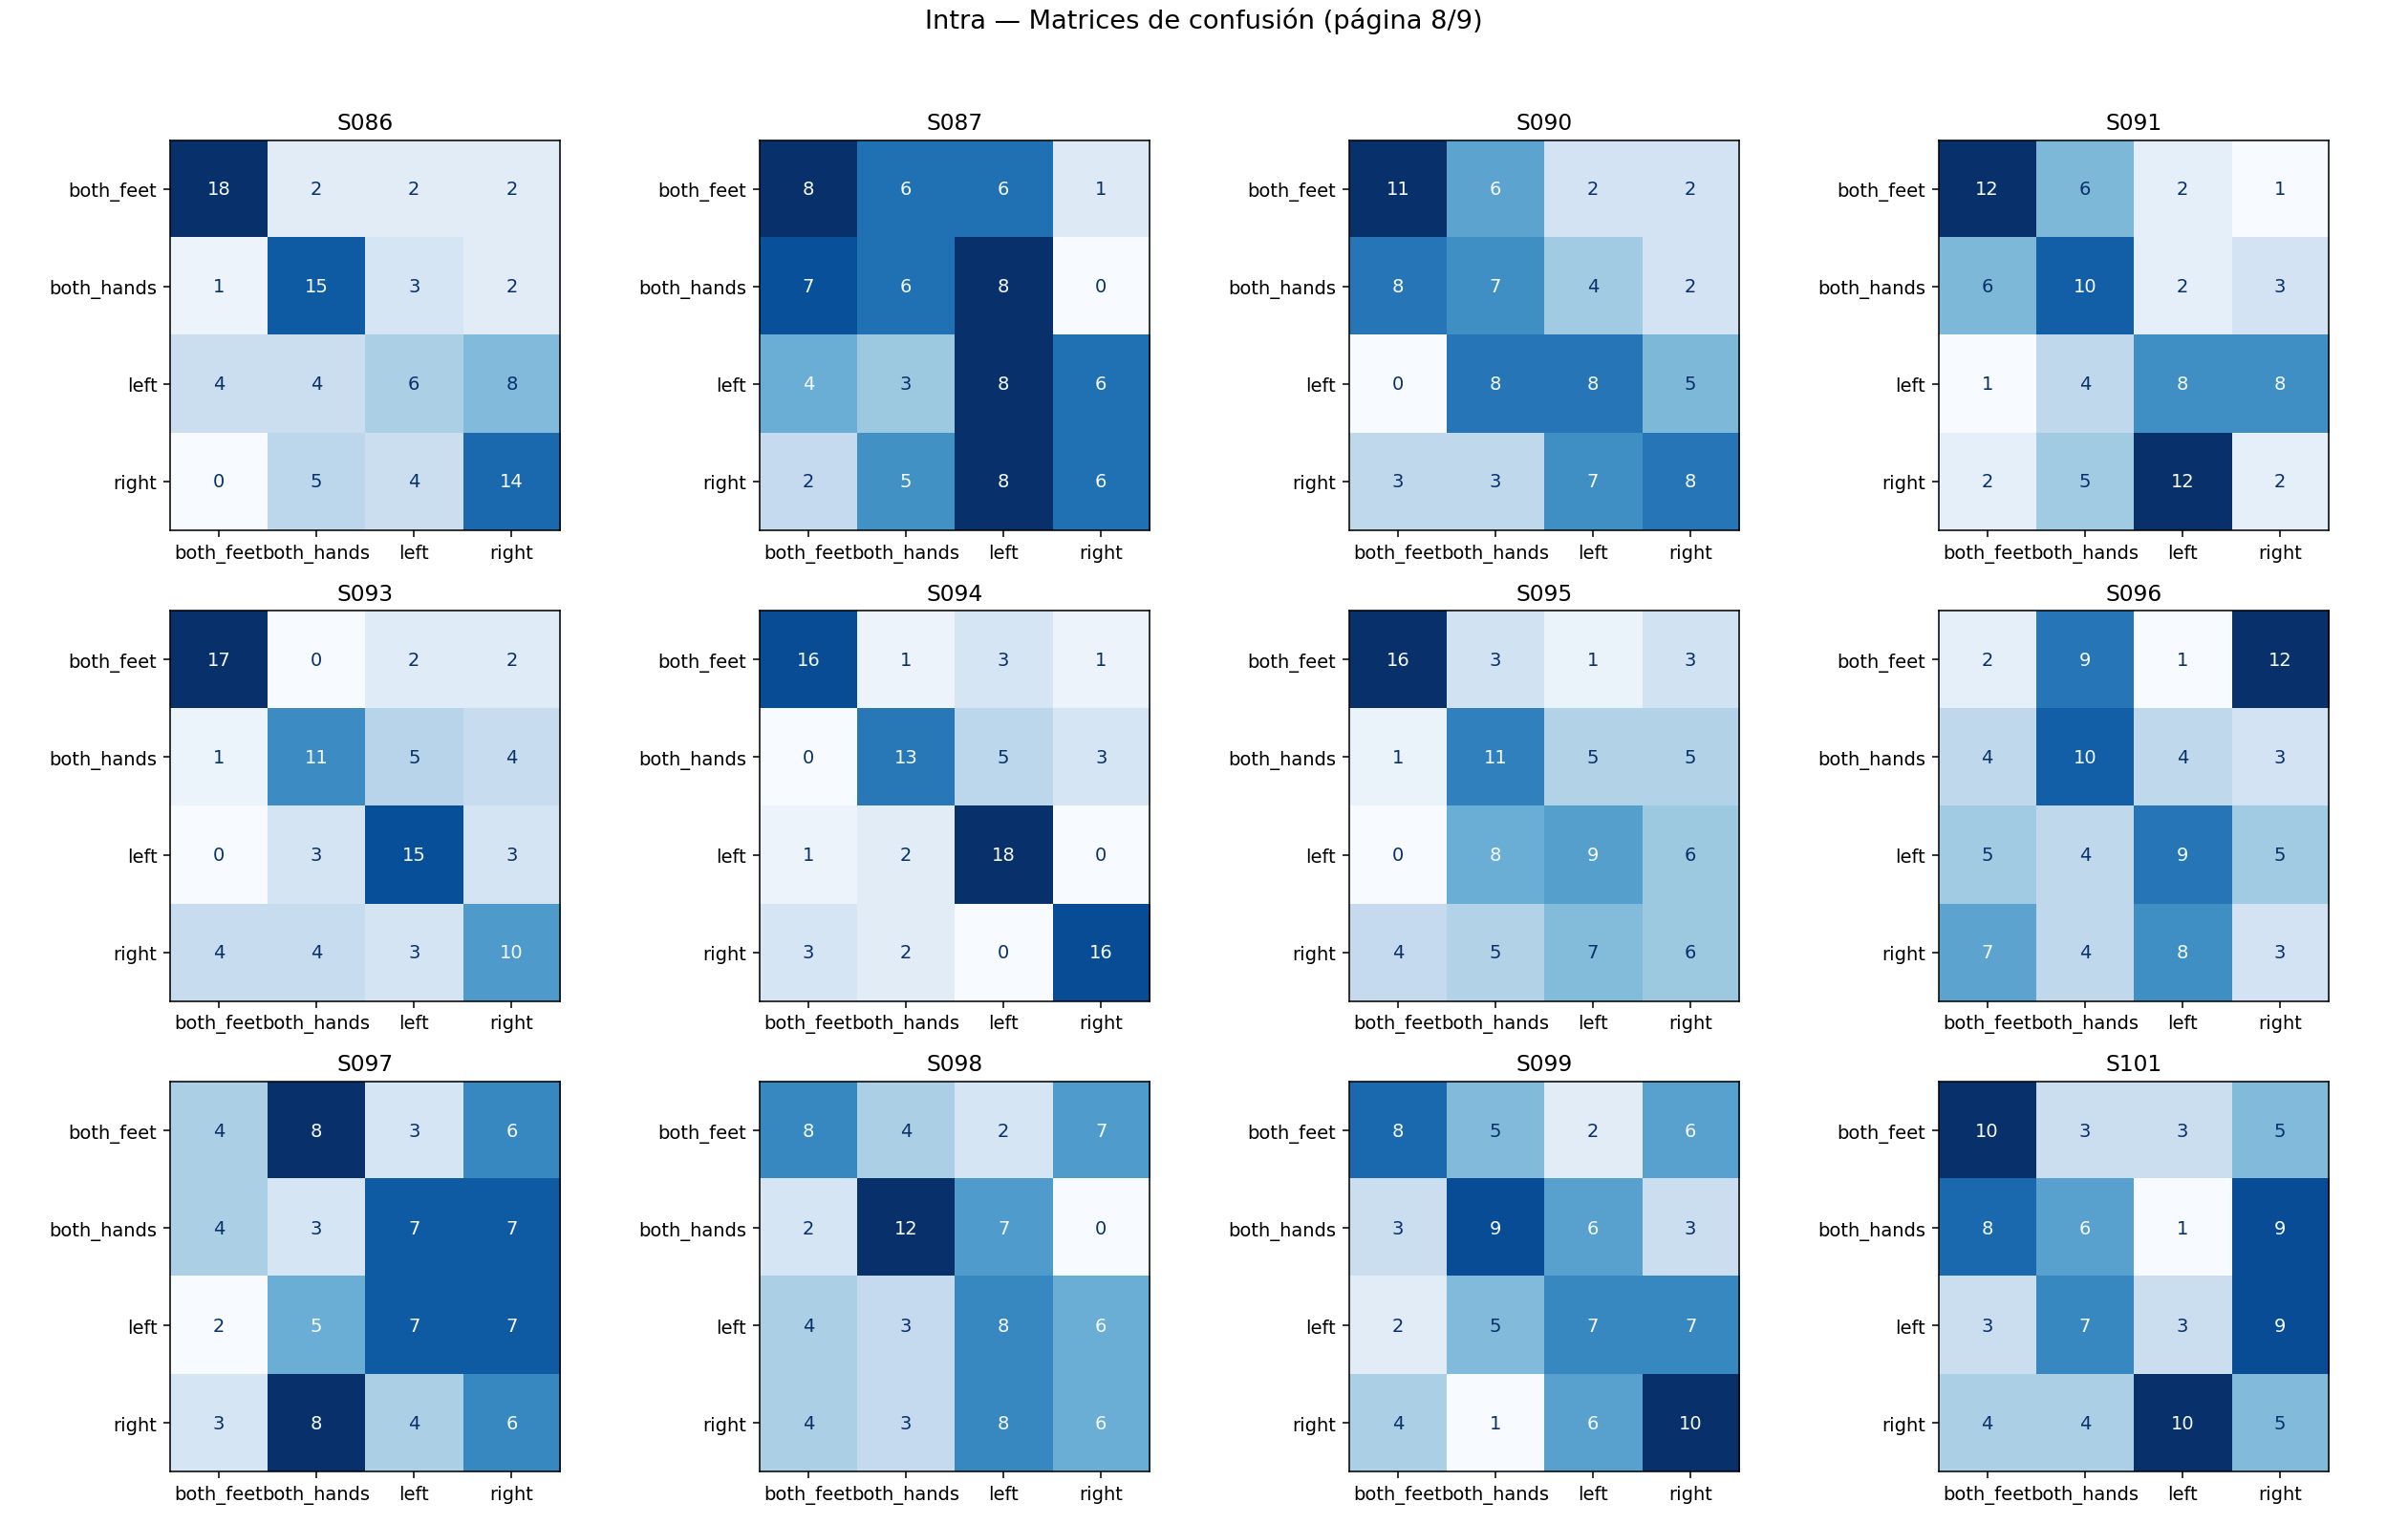 Intra — Matrices de confusión (página 8/9)
S086 S087 S090 S091
both_feet 18 2 2 2 both_feet 8 6 6 1 both_feet 11 6 2 2 both_feet 12 6 2 1
both_hands 1 15 3 2 both_hands 7 6 8 0 both_hands 8 7 4 2 both_hands 6 10 2 3
left 4 4 6 8 left 4 3 8 6 left 0 8 8 5 left 1 4 8 8
right 0 5 4 14 right 2 5 8 6 right 3 3 7 8 right 2 5 12 2
both_feet both_hands left right both_feet both_hands left right both_feet both_hands left right both_feet both_hands left right
S093 S094 S095 S096
both_feet 17 0 2 2 both_feet 16 1 3 1 both_feet 16 3 1 3 both_feet 2 9 1 12
both_hands 1 11 5 4 both_hands 0 13 5 3 both_hands 1 11 5 5 both_hands 4 10 4 3
left 0 3 15 3 left 1 2 18 0 left 0 8 9 6 left 5 4 9 5
right 4 4 3 10 right 3 2 0 16 right 4 5 7 6 right 7 4 8 3
both_feet both_hands left right both_feet both_hands left right both_feet both_hands left right both_feet both_hands left right
S097 S098 S099 S101
both_feet 4 8 3 6 both_feet 8 4 2 7 both_feet 8 5 2 6 both_feet 10 3 3 5
both_hands 4 3 7 7 both_hands 2 12 7 0 both_hands 3 9 6 3 both_hands 8 6 1 9
left 2 5 7 7 left 4 3 8 6 left 2 5 7 7 left 3 7 3 9
right 3 8 4 6 right 4 3 8 6 right 4 1 6 10 right 4 4 10 5
both_feet both_hands left right both_feet both_hands left right both_feet both_hands left right both_feet both_hands left right